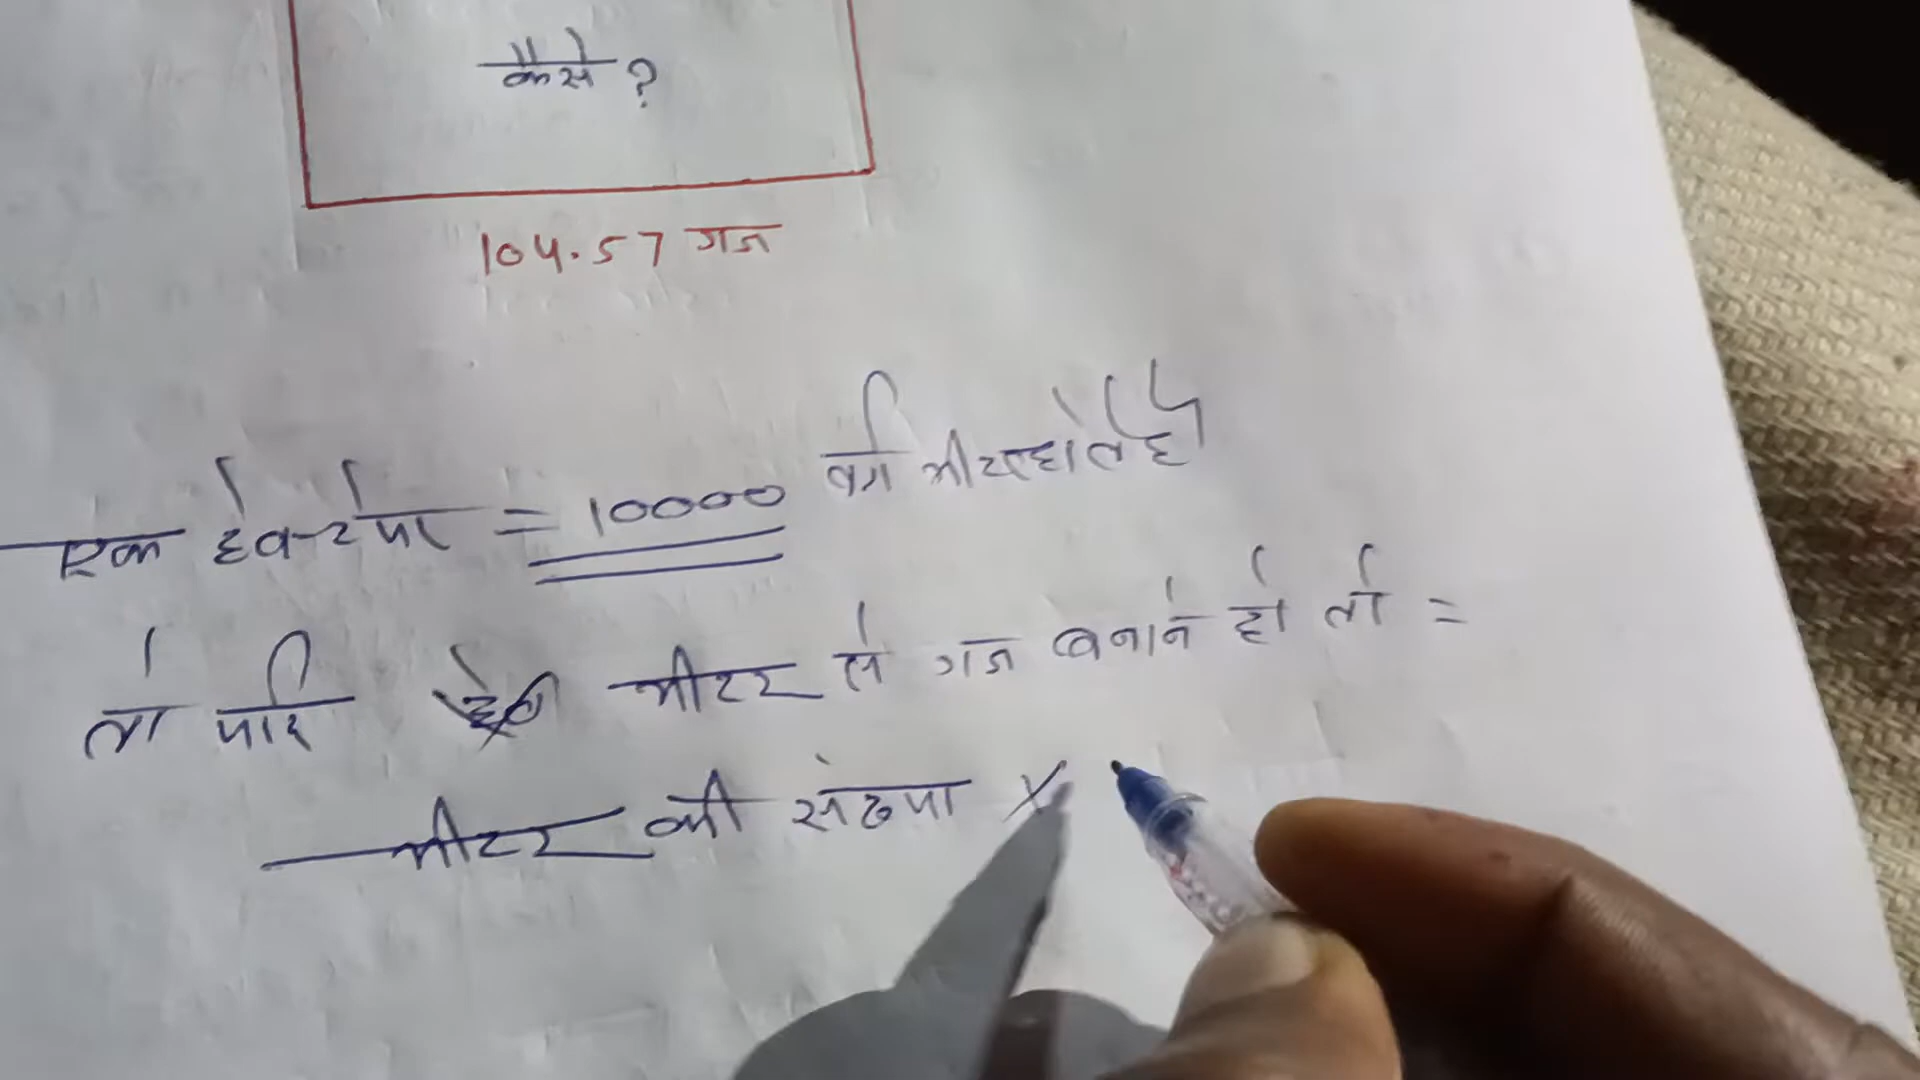 कैसे ?
104.57 गज
एक हेक्टेयर = 10000 वर्ग मीटर होते हैं
तो यदि मीटर से गज बनाने हो तो =
मीटर की संख्या ×